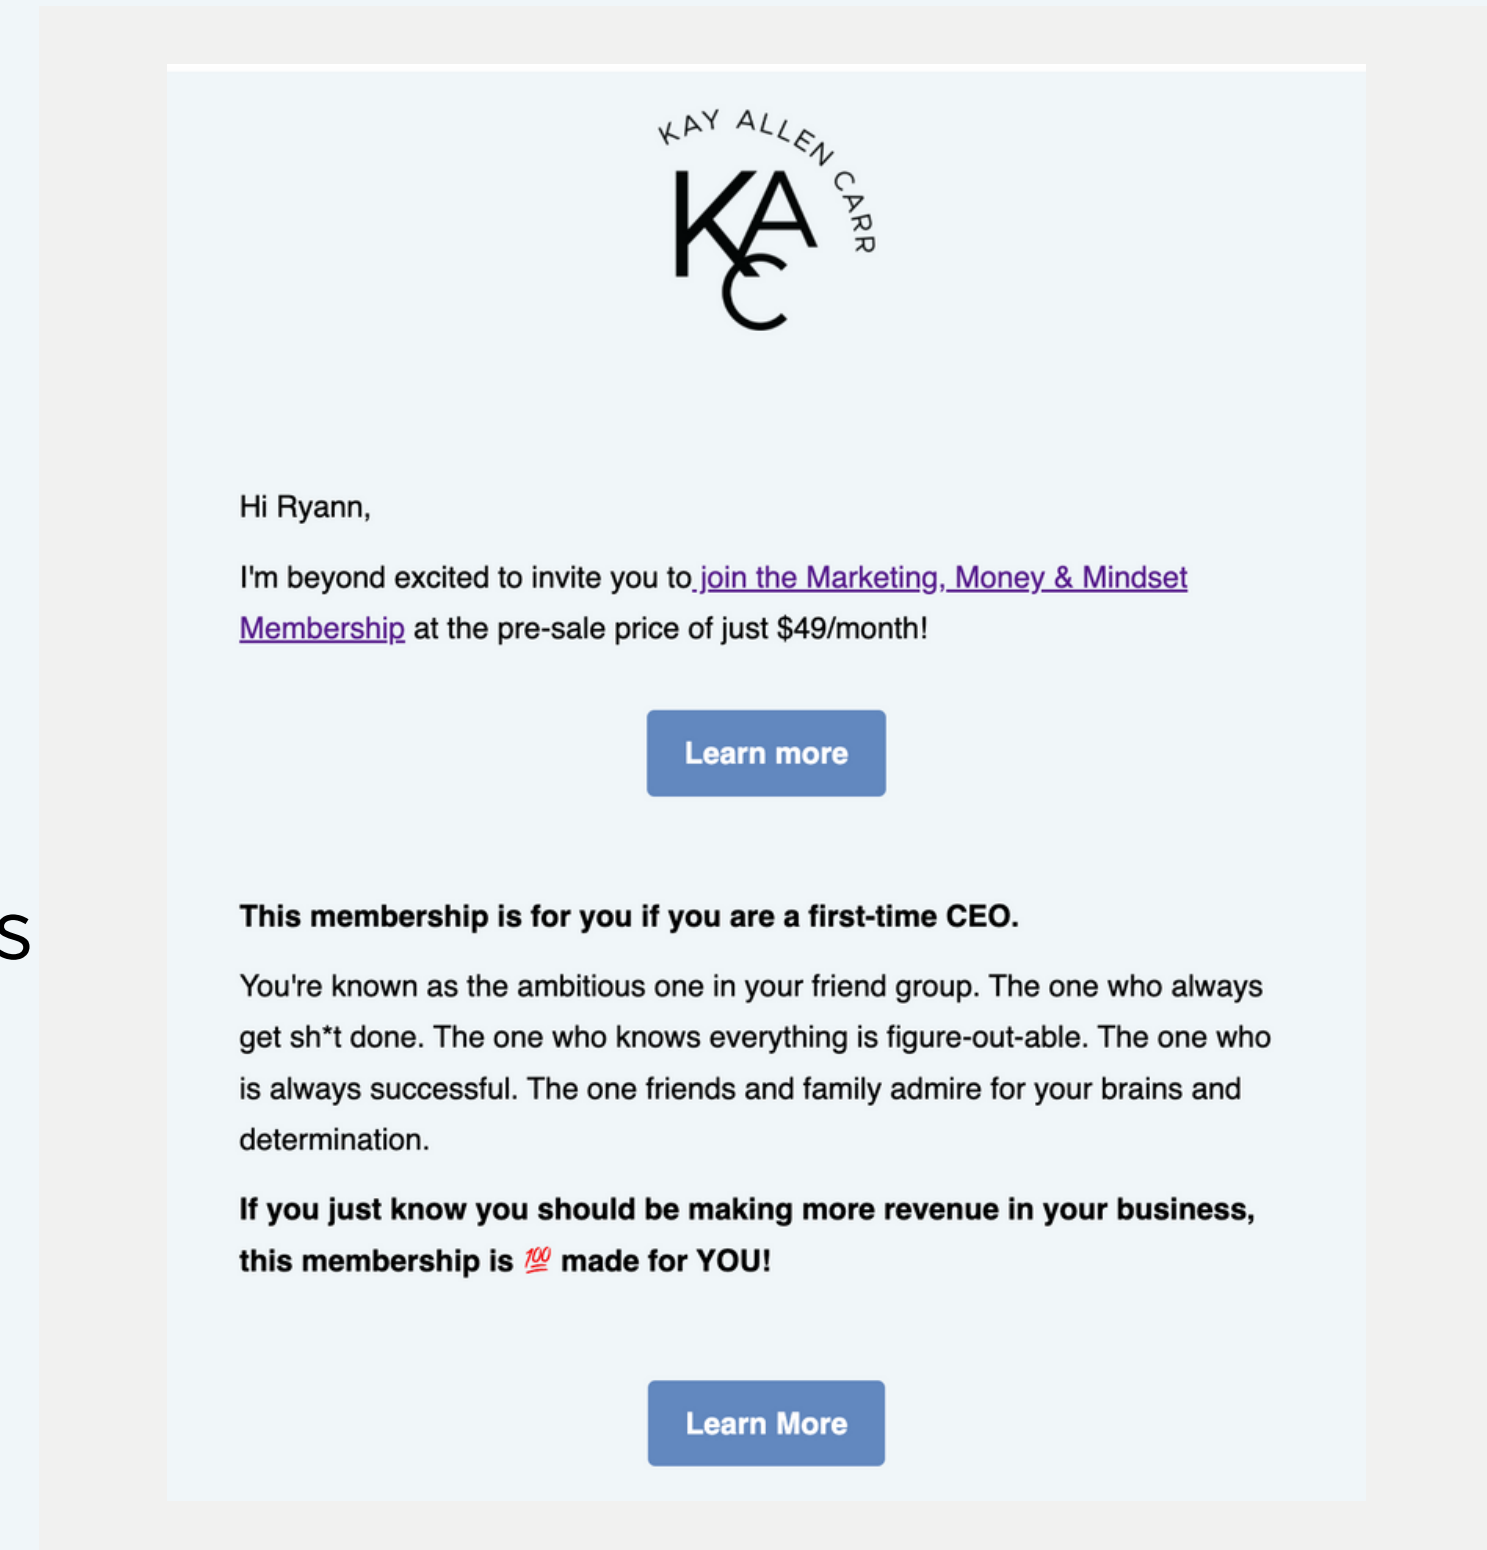 KAY ALLEN CARR
KAC
Hi Ryann,
I'm beyond excited to invite you to join the Marketing, Money & Mindset
Membership at the pre-sale price of just $49/month!
Learn more
This membership is for you if you are a first-time CEO.
s
You're known as the ambitious one in your friend group. The one who always
get sh*t done. The one who knows everything is figure-out-able. The one who
is always successful. The one friends and family admire for your brains and
determination.
If you just know you should be making more revenue in your business,
this membership is 💯 made for YOU!
Learn More